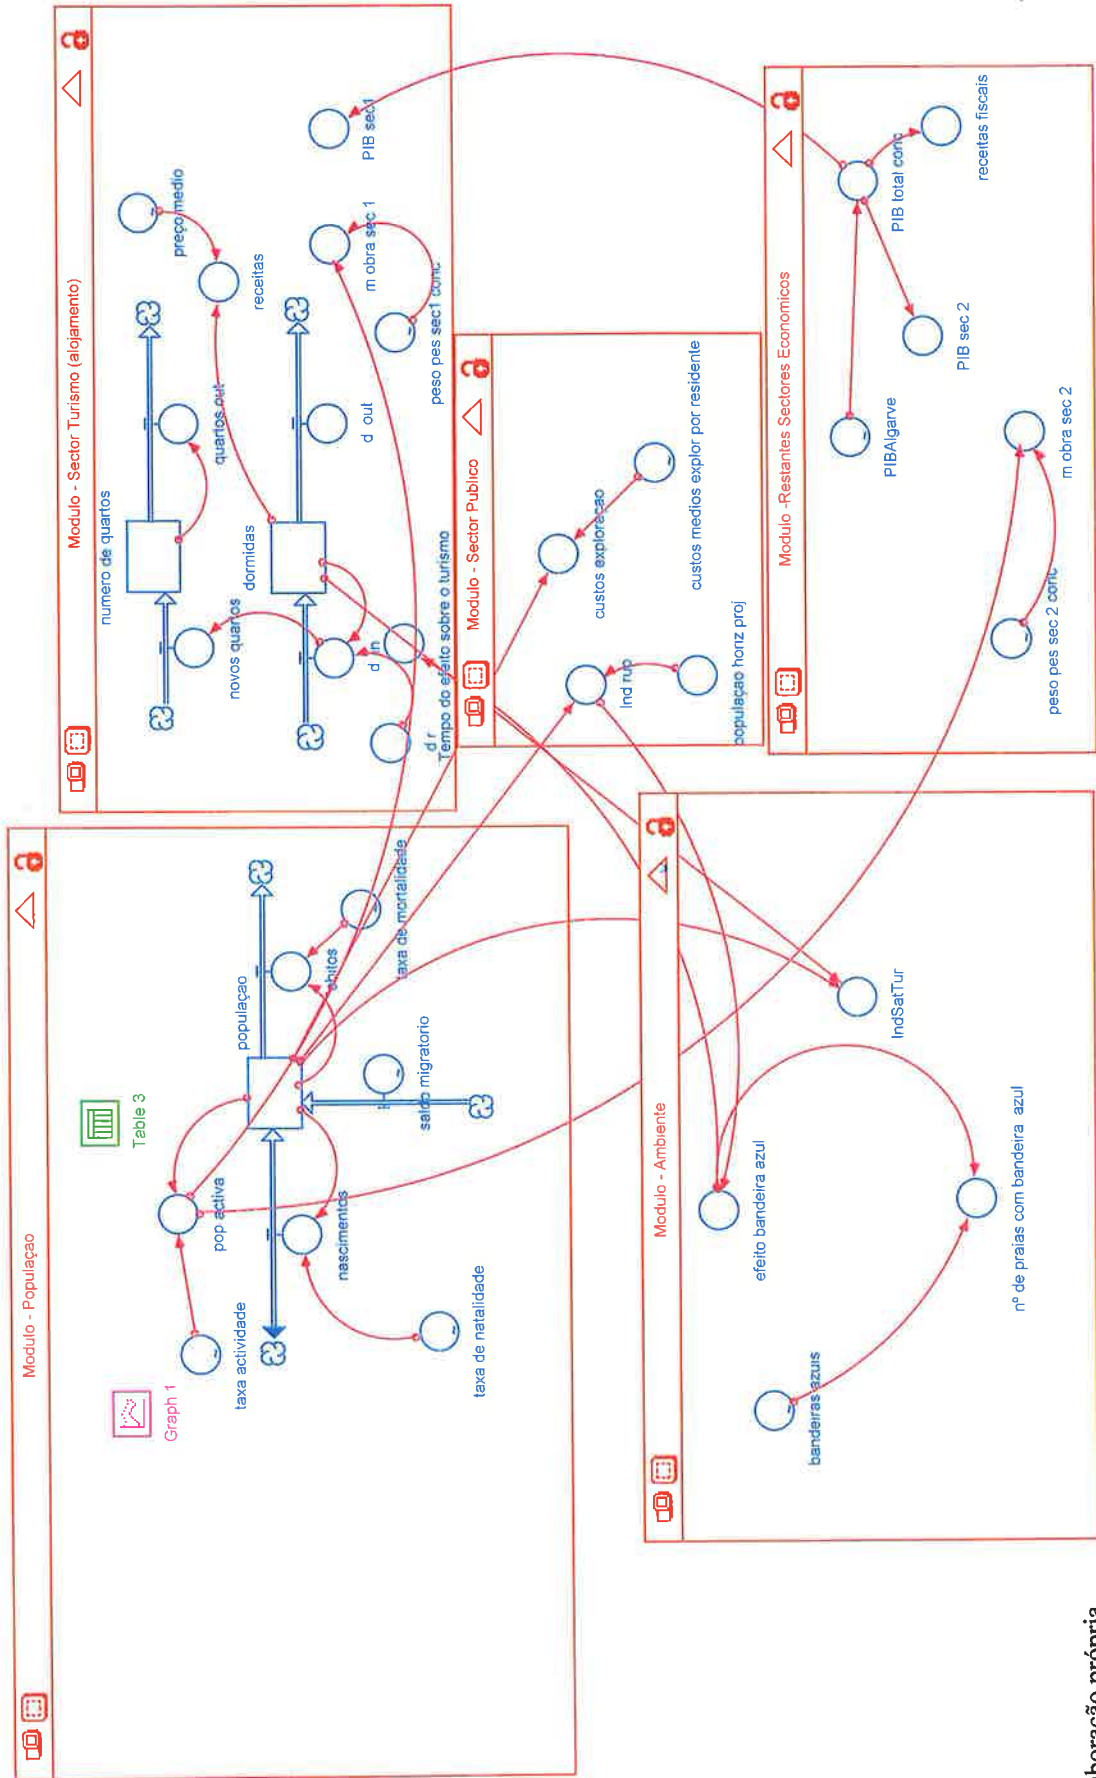 Modulo - População
Graph 1
Table 3
taxa actividade
pop activa
população
nascimentos
obitos
taxa de mortalidade
saldo migratorio
taxa de natalidade
Modulo - Sector Turismo (alojamento)
numero de quartos
novos quartos
quartos out
preço medio
receitas
dormidas
d in
d out
d r
Tempo do efeito sobre o turismo
PIB sec1
m obra sec 1
peso pes sec1 conc
Modulo - Sector Publico
custos exploraçao
custos medios explor por residente
Ind rup
populaçao horiz proj
Modulo - Ambiente
efeito bandeira azul
IndSatTur
bandeiras azuis
nº de praias com bandeira azul
Modulo -Restantes Sectores Economicos
PIBAlgarve
PIB total conc
receitas fiscais
PIB sec 2
m obra sec 2
peso pes sec 2 conc
boração própria